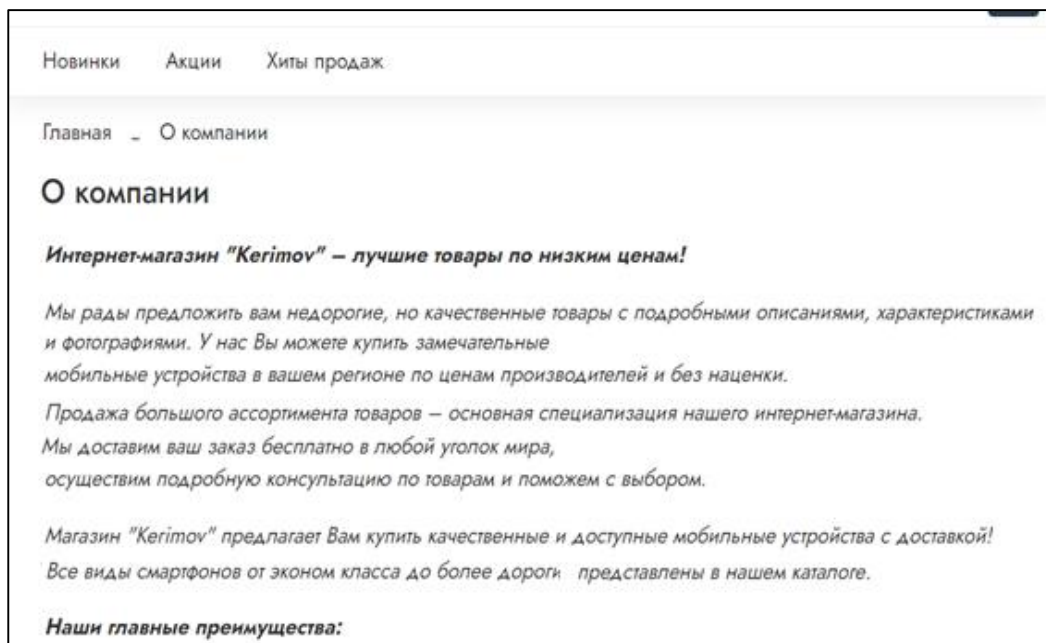 Новинки Акции Хиты продаж
Главная - О компании
О компании
Интернет-магазин "Kerimov" – лучшие товары по низким ценам!
Мы рады предложить вам недорогие, но качественные товары с подробными описаниями, характеристиками
и фотографиями. У нас Вы можете купить замечательные
мобильные устройства в вашем регионе по ценам производителей и без наценки.
Продажа большого ассортимента товаров – основная специализация нашего интернет-магазина.
Мы доставим ваш заказ бесплатно в любой уголок мира,
осуществим подробную консультацию по товарам и поможем с выбором.
Магазин "Kerimov" предлагает Вам купить качественные и доступные мобильные устройства с доставкой!
Все виды смартфонов от эконом класса до более представлены в нашем каталоге.
Наши главные преимущества: